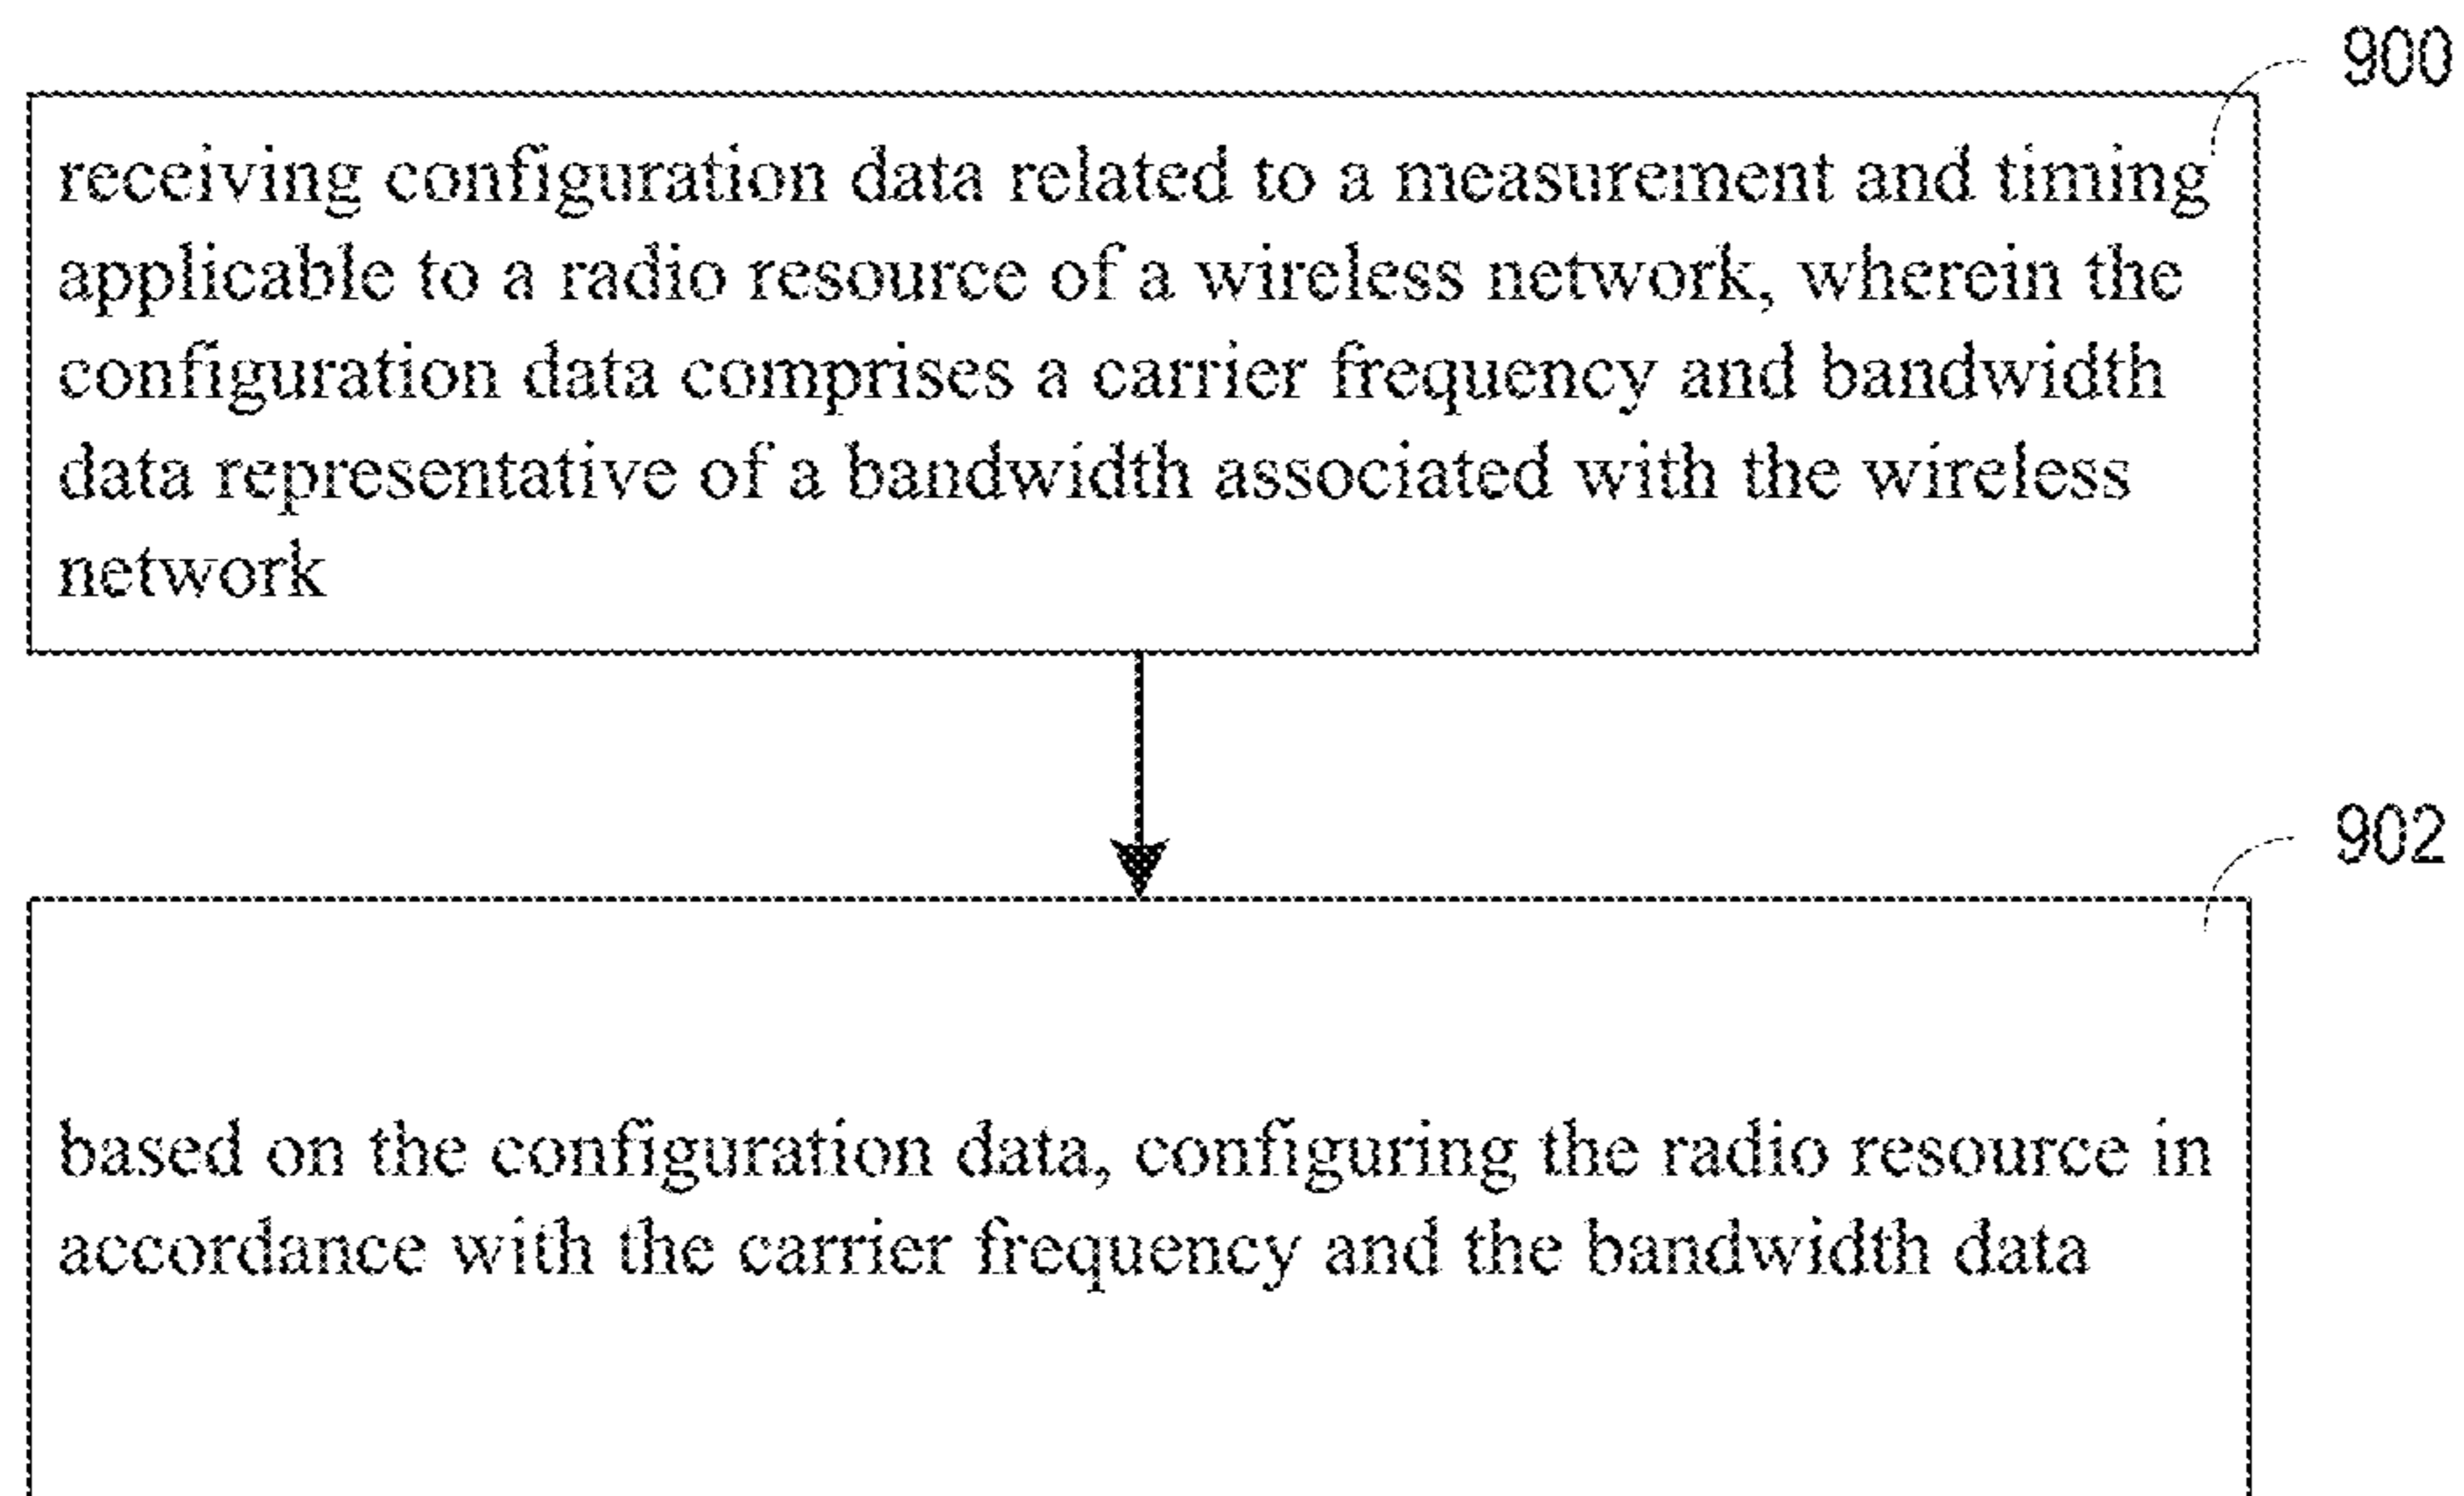 900
receiving configuration data related to a measurement and timing
applicable to a radio resource of a wireless network, wherein the
configuration data comprises a carrier frequency and bandwidth
data representative of a bandwidth associated with the wireless
network
902
based on the configuration data, configuring the radio resource in
accordance with the carrier frequency and the bandwidth data